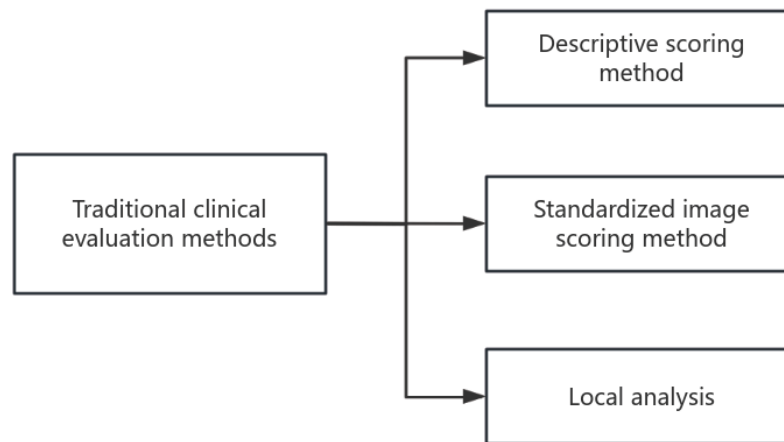 Descriptive scoring
method
Traditional clinical
evaluation methods
Standardized image
scoring method
Local analysis